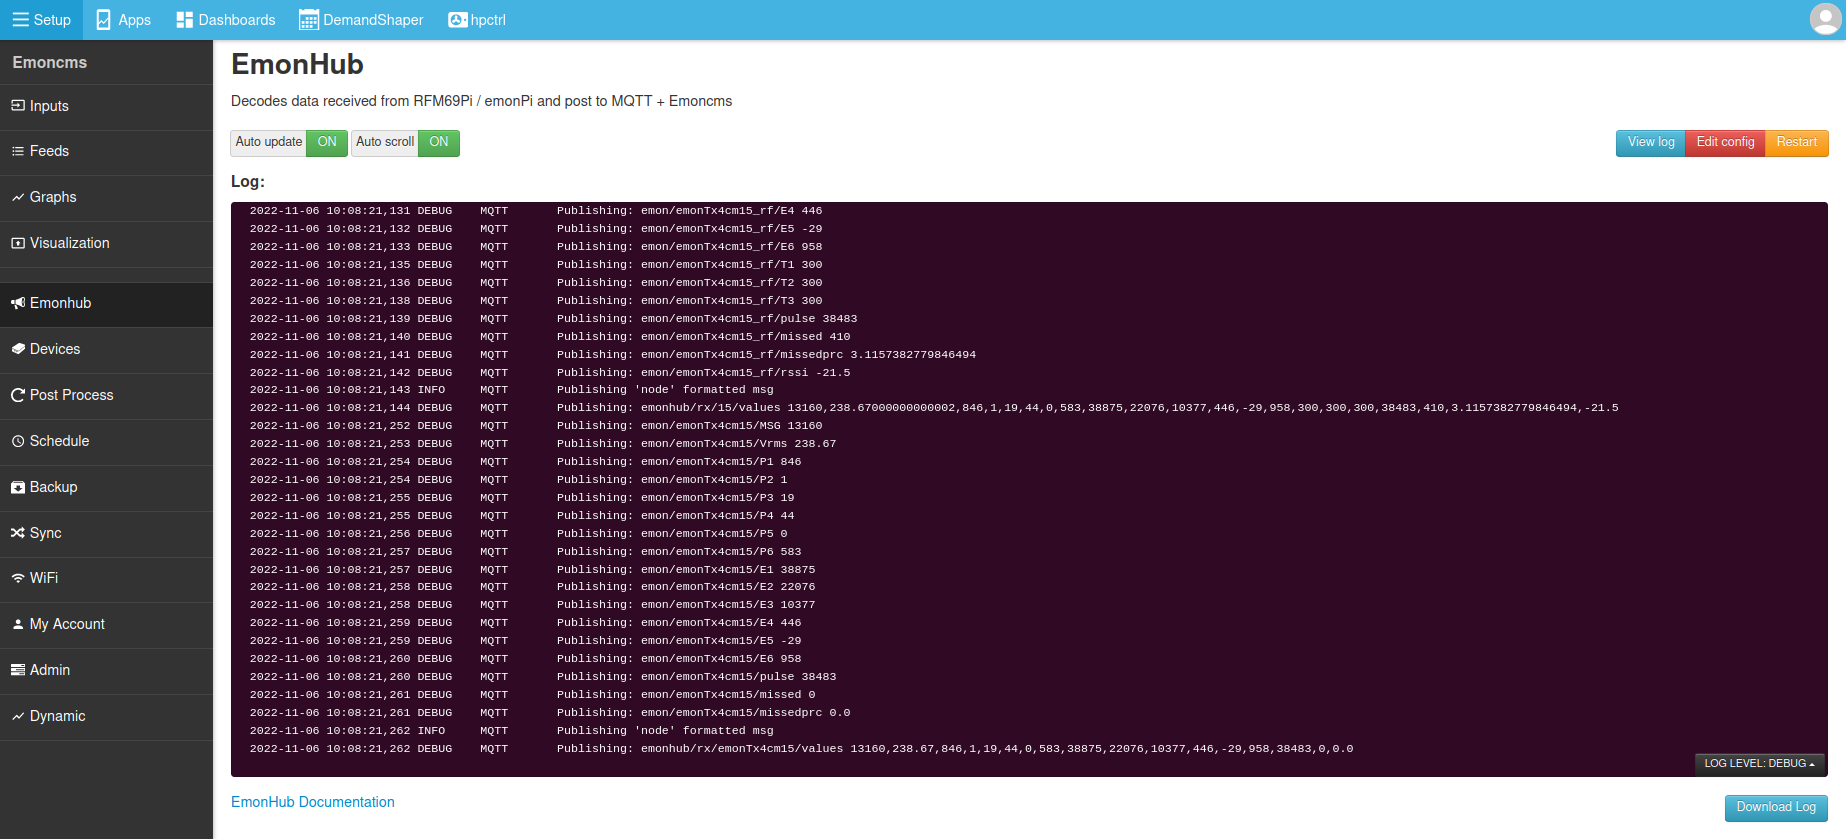 Setup Apps Dashboards DemandShaper hpctrl
Emoncms
Inputs
Feeds
Graphs
Visualization
Emonhub
Devices
Post Process
Schedule
Backup
Sync
WiFi
My Account
Admin
Dynamic
EmonHub
Decodes data received from RFM69Pi / emonPi and post to MQTT + Emoncms
Auto update ON Auto scroll ON View log Edit config Restart
Log:
2022-11-06 10:08:21,131 DEBUG MQTT Publishing: emon/emonTx4cm15_rf/E4 446
2022-11-06 10:08:21,132 DEBUG MQTT Publishing: emon/emonTx4cm15_rf/E5 -29
2022-11-06 10:08:21,133 DEBUG MQTT Publishing: emon/emonTx4cm15_rf/E6 958
2022-11-06 10:08:21,135 DEBUG MQTT Publishing: emon/emonTx4cm15_rf/T1 300
2022-11-06 10:08:21,136 DEBUG MQTT Publishing: emon/emonTx4cm15_rf/T2 300
2022-11-06 10:08:21,138 DEBUG MQTT Publishing: emon/emonTx4cm15_rf/T3 300
2022-11-06 10:08:21,139 DEBUG MQTT Publishing: emon/emonTx4cm15_rf/pulse 38483
2022-11-06 10:08:21,140 DEBUG MQTT Publishing: emon/emonTx4cm15_rf/missed 410
2022-11-06 10:08:21,141 DEBUG MQTT Publishing: emon/emonTx4cm15_rf/missedprc 3.1157382779846494
2022-11-06 10:08:21,142 DEBUG MQTT Publishing: emon/emonTx4cm15_rf/rssi -21.5
2022-11-06 10:08:21,143 INFO MQTT Publishing 'node' formatted msg
2022-11-06 10:08:21,144 DEBUG MQTT Publishing: emonhub/rx/15/values 13160,238.67000000000002,846,1,19,44,0,583,38875,22076,10377,446,-29,958,300,300,300,38483,410,3.1157382779846494,-21.5
2022-11-06 10:08:21,252 DEBUG MQTT Publishing: emon/emonTx4cm15/MSG 13160
2022-11-06 10:08:21,253 DEBUG MQTT Publishing: emon/emonTx4cm15/Vrms 238.67
2022-11-06 10:08:21,254 DEBUG MQTT Publishing: emon/emonTx4cm15/P1 846
2022-11-06 10:08:21,254 DEBUG MQTT Publishing: emon/emonTx4cm15/P2 1
2022-11-06 10:08:21,255 DEBUG MQTT Publishing: emon/emonTx4cm15/P3 19
2022-11-06 10:08:21,255 DEBUG MQTT Publishing: emon/emonTx4cm15/P4 44
2022-11-06 10:08:21,256 DEBUG MQTT Publishing: emon/emonTx4cm15/P5 0
2022-11-06 10:08:21,257 DEBUG MQTT Publishing: emon/emonTx4cm15/P6 583
2022-11-06 10:08:21,257 DEBUG MQTT Publishing: emon/emonTx4cm15/E1 38875
2022-11-06 10:08:21,258 DEBUG MQTT Publishing: emon/emonTx4cm15/E2 22076
2022-11-06 10:08:21,258 DEBUG MQTT Publishing: emon/emonTx4cm15/E3 10377
2022-11-06 10:08:21,259 DEBUG MQTT Publishing: emon/emonTx4cm15/E4 446
2022-11-06 10:08:21,259 DEBUG MQTT Publishing: emon/emonTx4cm15/E5 -29
2022-11-06 10:08:21,260 DEBUG MQTT Publishing: emon/emonTx4cm15/E6 958
2022-11-06 10:08:21,260 DEBUG MQTT Publishing: emon/emonTx4cm15/pulse 38483
2022-11-06 10:08:21,261 DEBUG MQTT Publishing: emon/emonTx4cm15/missed 0
2022-11-06 10:08:21,261 DEBUG MQTT Publishing: emon/emonTx4cm15/missedprc 0.0
2022-11-06 10:08:21,262 INFO MQTT Publishing 'node' formatted msg
2022-11-06 10:08:21,262 DEBUG MQTT Publishing: emonhub/rx/emonTx4cm15/values 13160,238.67,846,1,19,44,0,583,38875,22076,10377,446,-29,958,38483,0,0.0
LOG LEVEL: DEBUG
EmonHub Documentation
Download Log